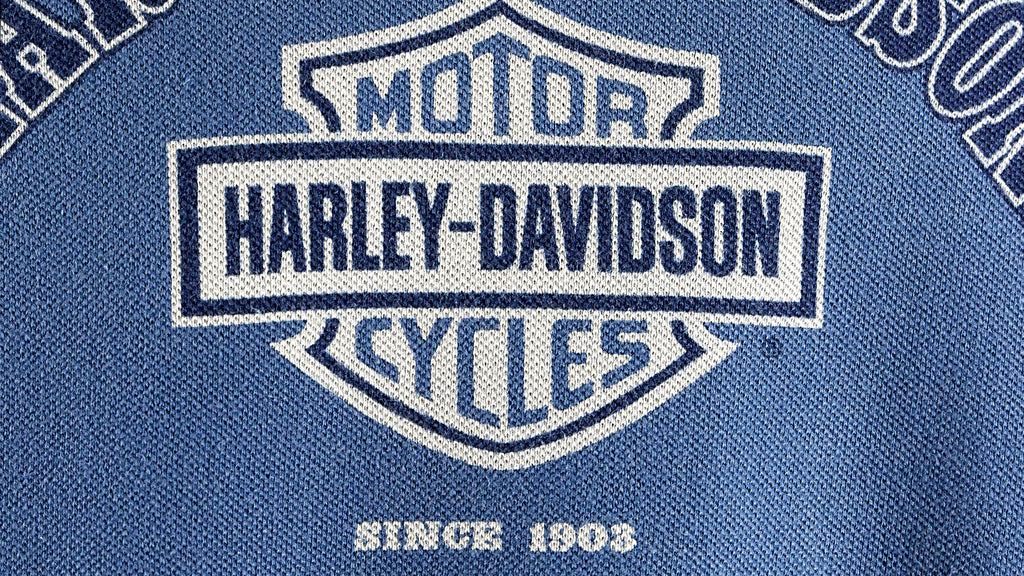 MOTOR
HARLEY-DAVIDSON
CYCLES
®
SINCE 1903